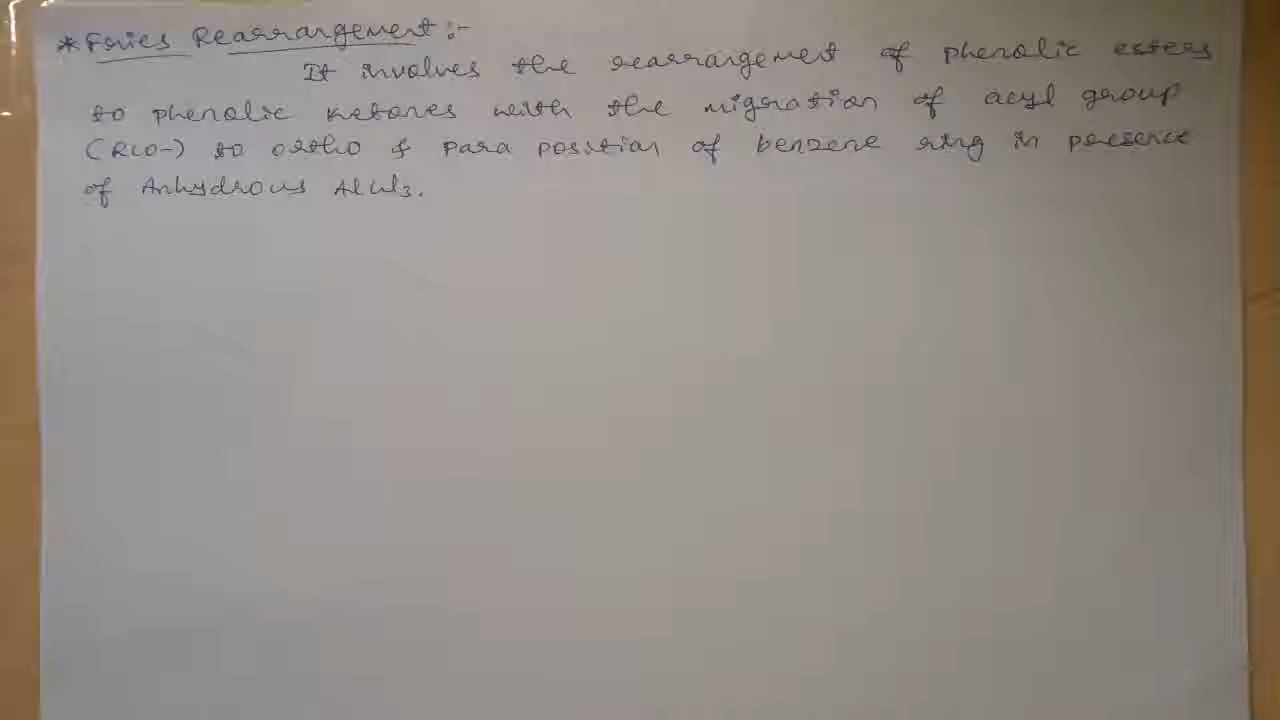 * Fries Rearrangement :-
It involves the rearrangement of phenolic esters
to phenolic ketones with the migration of acyl group
(RCO-) to ortho & para position of benzene ring in presence
of Anhydrous AlCl3.